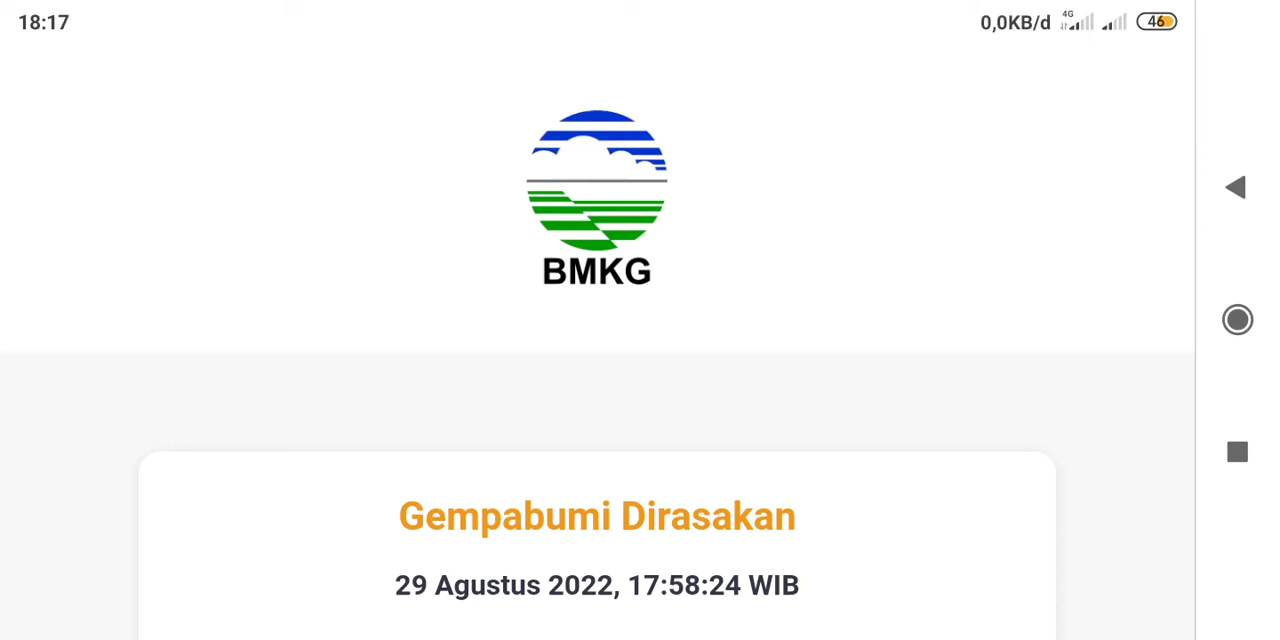 18:17
0,0KB/d 4G 46
BMKG
Gempabumi Dirasakan
29 Agustus 2022, 17:58:24 WIB